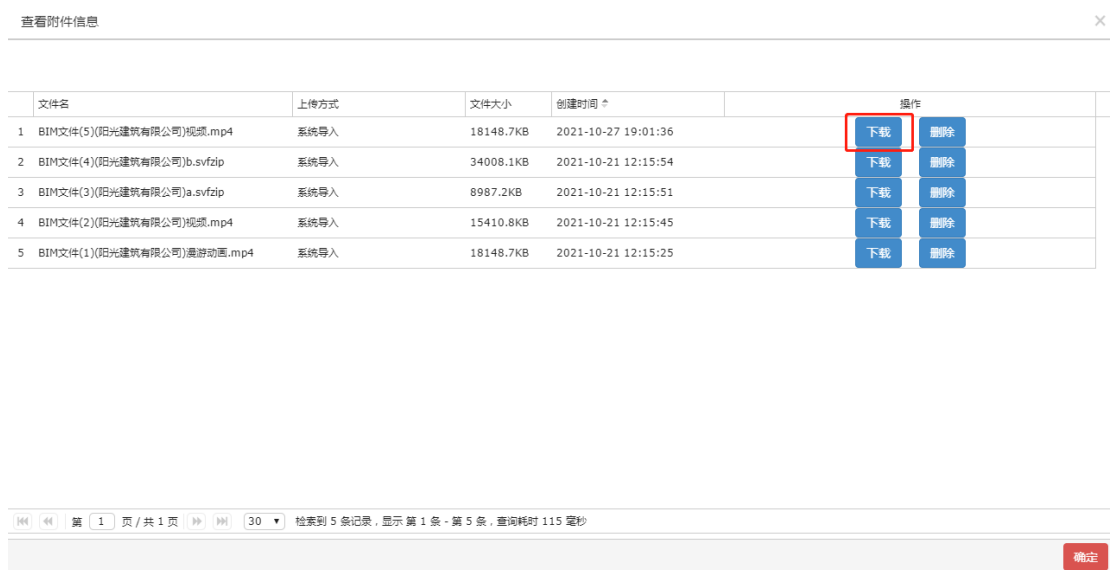 查看附件信息 ×
文件名 上传方式 文件大小 创建时间 操作
1 BIM文件(5)(阳光建筑有限公司)视频.mp4 系统导入 18148.7KB 2021-10-27 19:01:36 下载 删除
2 BIM文件(4)(阳光建筑有限公司)b.svfzip 系统导入 34008.1KB 2021-10-21 12:15:54 下载 删除
3 BIM文件(3)(阳光建筑有限公司)a.svfzip 系统导入 8987.2KB 2021-10-21 12:15:51 下载 删除
4 BIM文件(2)(阳光建筑有限公司)视频.mp4 系统导入 15410.8KB 2021-10-21 12:15:45 下载 删除
5 BIM文件(1)(阳光建筑有限公司)漫游动画.mp4 系统导入 18148.7KB 2021-10-21 12:15:25 下载 删除
第 1 页 / 共 1 页 30 检索到 5 条记录 , 显示 第 1 条 - 第 5 条 , 查询耗时 115 毫秒
确定